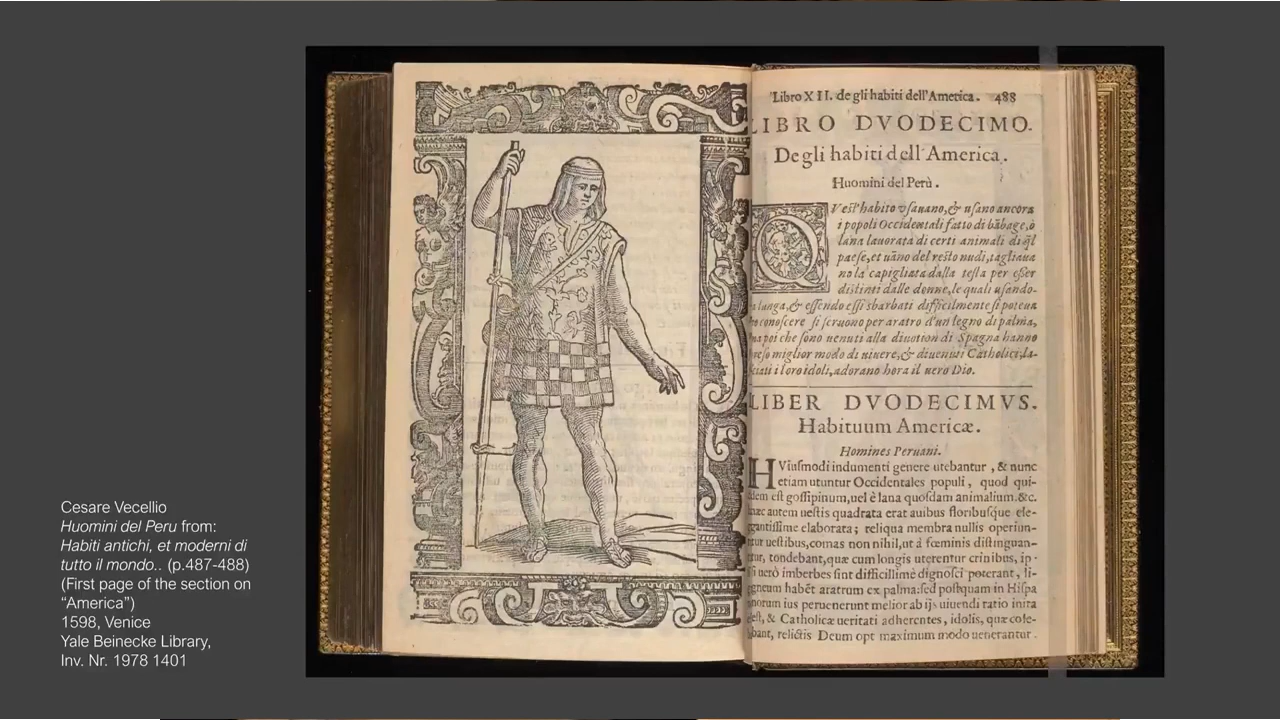 Cesare Vecellio
Huomini del Peru from:
Habiti antichi, et moderni di
tutto il mondo.. (p.487-488)
(First page of the section on
“America”)
1598, Venice
Yale Beinecke Library,
Inv. Nr. 1978 1401
Libro XII. de gli habiti dell'America. 488
LIBRO DVODECIMO.
De gli habiti dell'America.
Huomini del Perù.
QVest' habito vsauano, & usano ancora
i popoli Occidentali fatto di bābage, o
lana lauorata di certi animali di q̄l
paese, et uāno del resto nudi, tagliaua
no la capigliata dalla testa per esser
distinti dalle donne, le quali usando-
la lunga, & essendo essi sbarbati difficilmente si poteua
no conoscere si seruono per aratro d'un legno di palma,
ma poi che sono uenuti alla diuotion di Spagna hanno
preso miglior modo di uiuere, & diuenuti Catholici, la-
sciati i loro idoli, adorano hora il uero Dio.
LIBER DVODECIMVS.
Habituum Americæ.
Homines Peruani.
HVíusmodi indumenti genere utebantur, & nunc
etiam utuntur Occidentales populi, quod qui-
dem est gossipinum, uel è lana quosdam animalium. &c.
hæc autem uestis quadrata erat auibus floribusque ele-
gantissime elaborata; reliqua membra nullis operiun-
tur uestibus, comas non nihil, ut à fœminis distinguan-
tur, tondebant, quæ cum longis uterentur crinibus, ip-
si uerò imberbes sint difficillimè dignosci poterant, li-
gneum habēt aratrum ex palma: sed postquam in Hispa
norum ius peruenerunt melior ab ijs uiuendi ratio inita
est, & Catholicæ ueritati adherentes, idolis, quæ cole-
bant, relictis Deum opt maximum modo uenerantur.